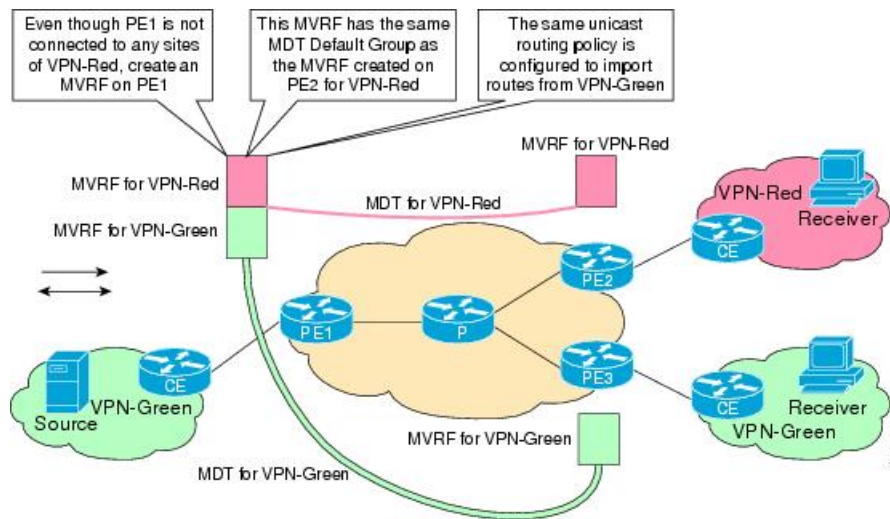 Even though PE1 is not
connected to any sites
of VPN-Red, create an
MVRF on PE1
This MVRF has the same
MDT Default Group as
the MVRF created on
PE2 for VPN-Red
The same unicast
routing policy is
configured to import
routes from VPN-Green
MVRF for VPN-Red
MVRF for VPN-Red
MDT for VPN-Red
MVRF for VPN-Green
VPN-Red
Receiver
CE
PE2
PE1
P
PE3
CE
VPN-Green
Source
CE
Receiver
VPN-Green
MVRF for VPN-Green
MDT for VPN-Green